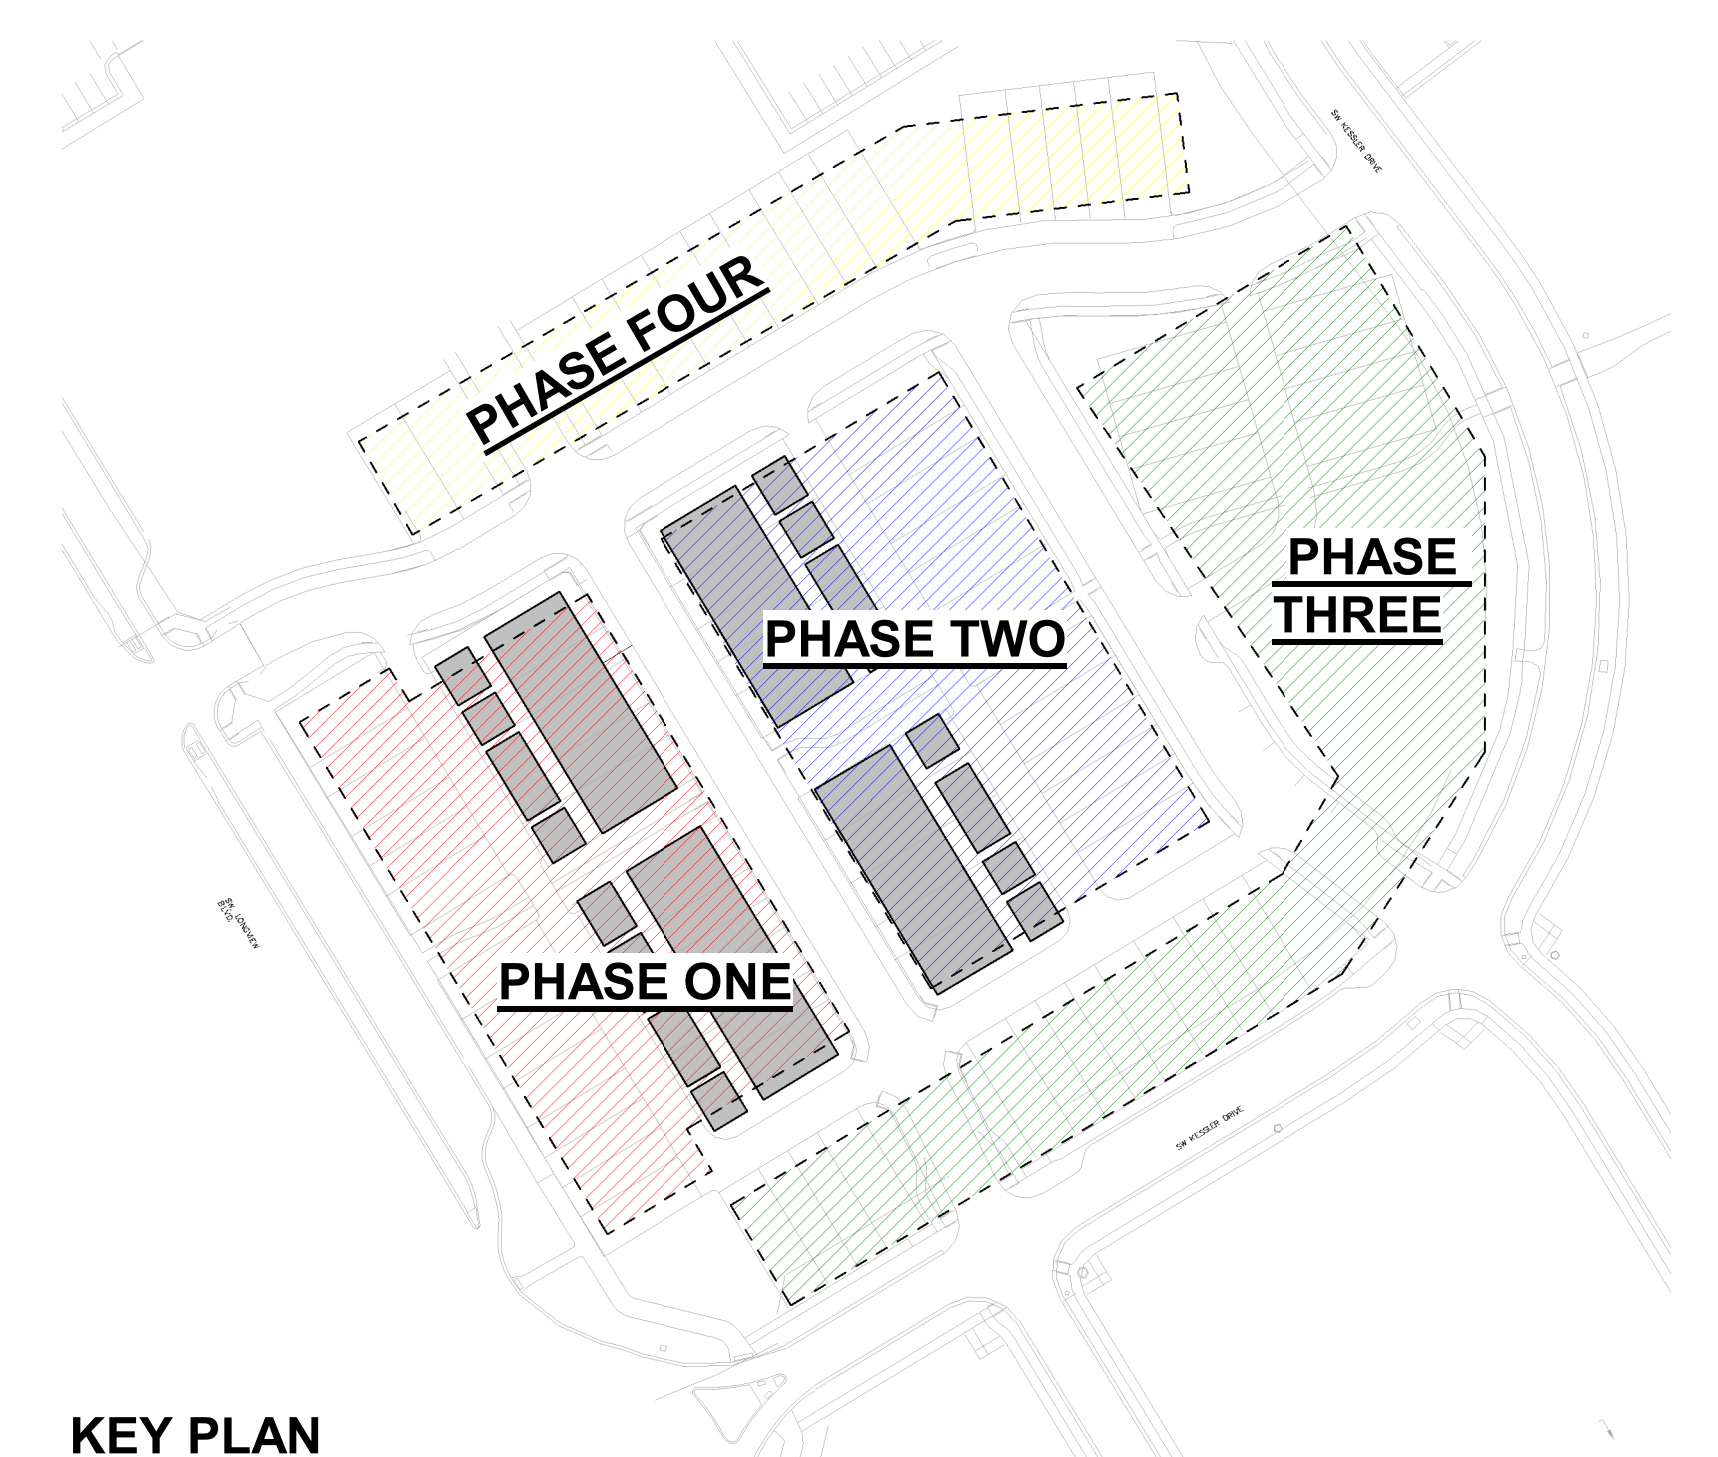 SW KESSLER DRIVE
PHASE FOUR
PHASE
THREE
PHASE TWO
SW LONGVIEW
BLVD.
PHASE ONE
SW KESSLER DRIVE
KEY PLAN